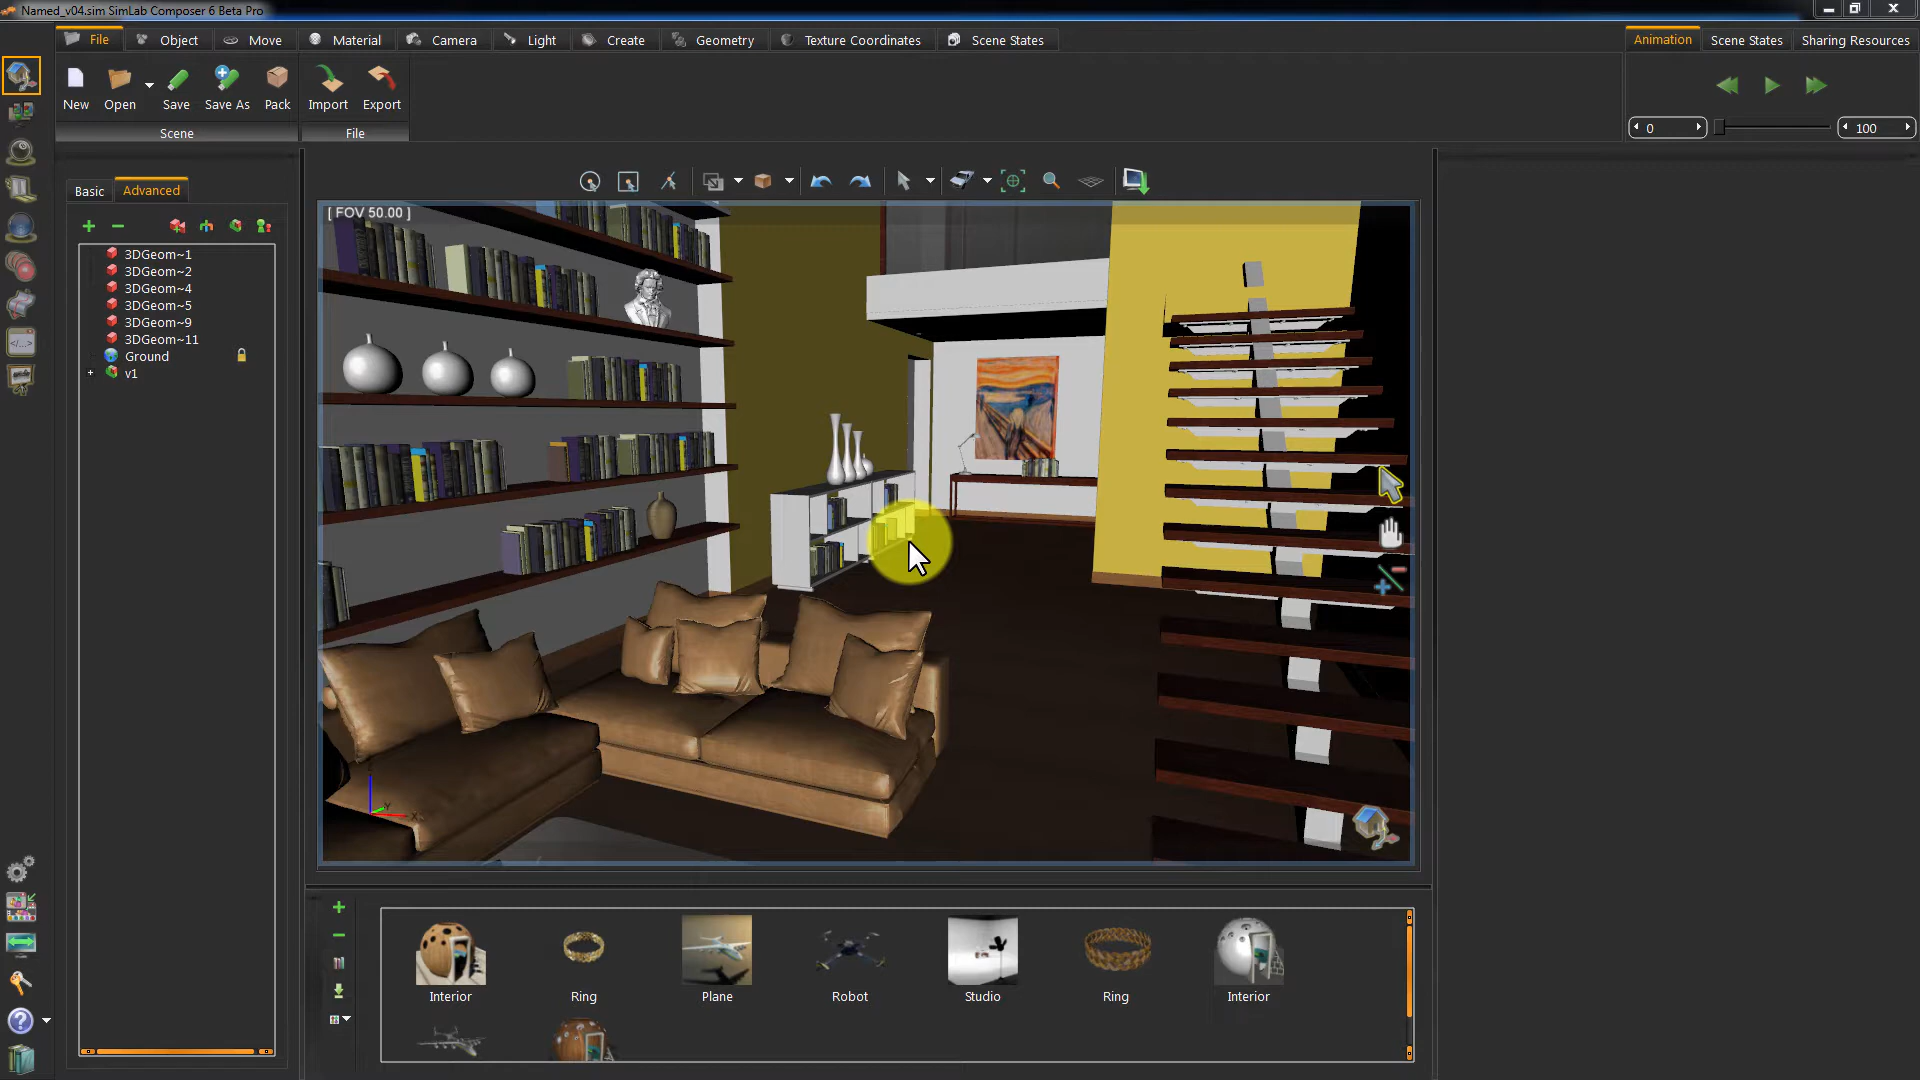 Named_v04.sim SimLab Composer 6 Beta Pro
File Object Move Material Camera Light Create Geometry Texture Coordinates Scene States
Animation Scene States Sharing Resources
New Open Save Save As Pack Import Export
Scene File
0 100
Basic Advanced
[ FOV 50.00 ]
3DGeom~1
3DGeom~2
3DGeom~4
3DGeom~5
3DGeom~9
3DGeom~11
Ground
v1
Interior Ring Plane Robot Studio Ring Interior